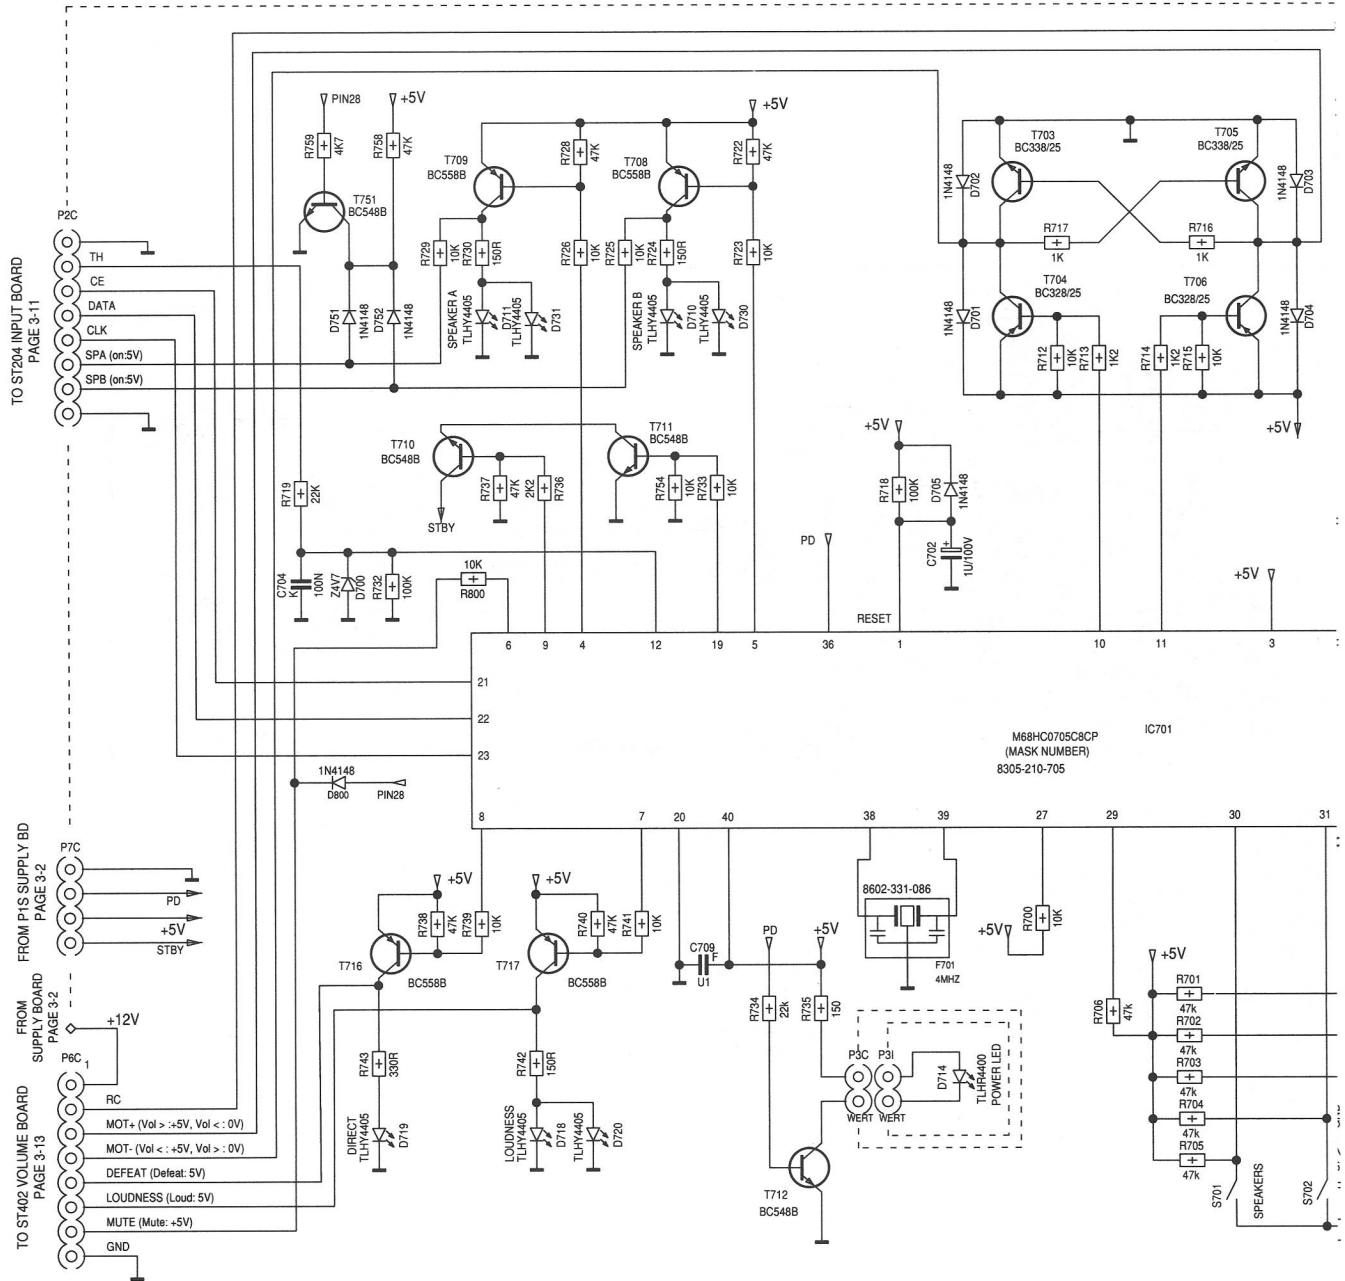 PIN28
+5V
R759
4K7
R758
47K
T751
BC548B
T709
BC558B
R728
47K
T708
BC558B
R722
47K
+5V
R729
10K
R730
150R
R726
10K
R725
10K
R724
150R
R723
10K
SPEAKER A
TLHY4405
D711
TLHY4405
D731
SPEAKER B
TLHY4405
D710
TLHY4405
D730
D751
1N4148
D752
1N4148
T703
BC338/25
T705
BC338/25
1N4148
D702
1N4148
D703
R717
1K
R716
1K
T704
BC328/25
T706
BC328/25
1N4148
D701
1N4148
D704
R712
10K
R713
1K2
R714
1K2
R715
10K
+5V
TO ST204 INPUT BOARD
PAGE 3-11
P2C
TH
CE
DATA
CLK
SPA (on:5V)
SPB (on:5V)
T710
BC548B
T711
BC548B
R737
47K
2K2
R736
R754
10K
R733
10K
STBY
+5V
R718
100K
D705
1N4148
C702
+
1U/100V
PD
+5V
R719
22K
C704
K
100N
Z4V7
D700
R732
100K
10K
R800
RESET
6
9
4
12
19
5
36
1
10
11
3
21
22
23
M68HC0705C8CP
(MASK NUMBER)
8305-210-705
IC701
1N4148
D800
PIN28
8
7
20
40
38
39
27
29
30
31
FROM P1S SUPPLY BD
PAGE 3-2
P7C
PD
+5V
STBY
+5V
R738
47K
R739
10K
T716
BC558B
+5V
R740
47K
R741
10K
T717
BC558B
C709
F
U1
PD
+5V
R734
22k
R735
150
8602-331-086
F701
4MHZ
+5V
R700
10K
+5V
R706
47k
R701
47k
R702
47k
R703
47k
R704
47k
R705
47k
S701
SPEAKERS
S702
FROM
SUPPLY BOARD
PAGE 3-2
+12V
R743
330R
R742
150R
DIRECT
TLHY4405
D719
LOUDNESS
TLHY4405
D718
TLHY4405
D720
P3C
P3I
WERT
WERT
D714
TLHR4400
POWER LED
T712
BC548B
TO ST402 VOLUME BOARD
PAGE 3-13
P6C
1
RC
MOT+ (Vol > :+5V, Vol < : 0V)
MOT- (Vol < : +5V, Vol > : 0V)
DEFEAT (Defeat: 5V)
LOUDNESS (Loud: 5V)
MUTE (Mute: +5V)
GND